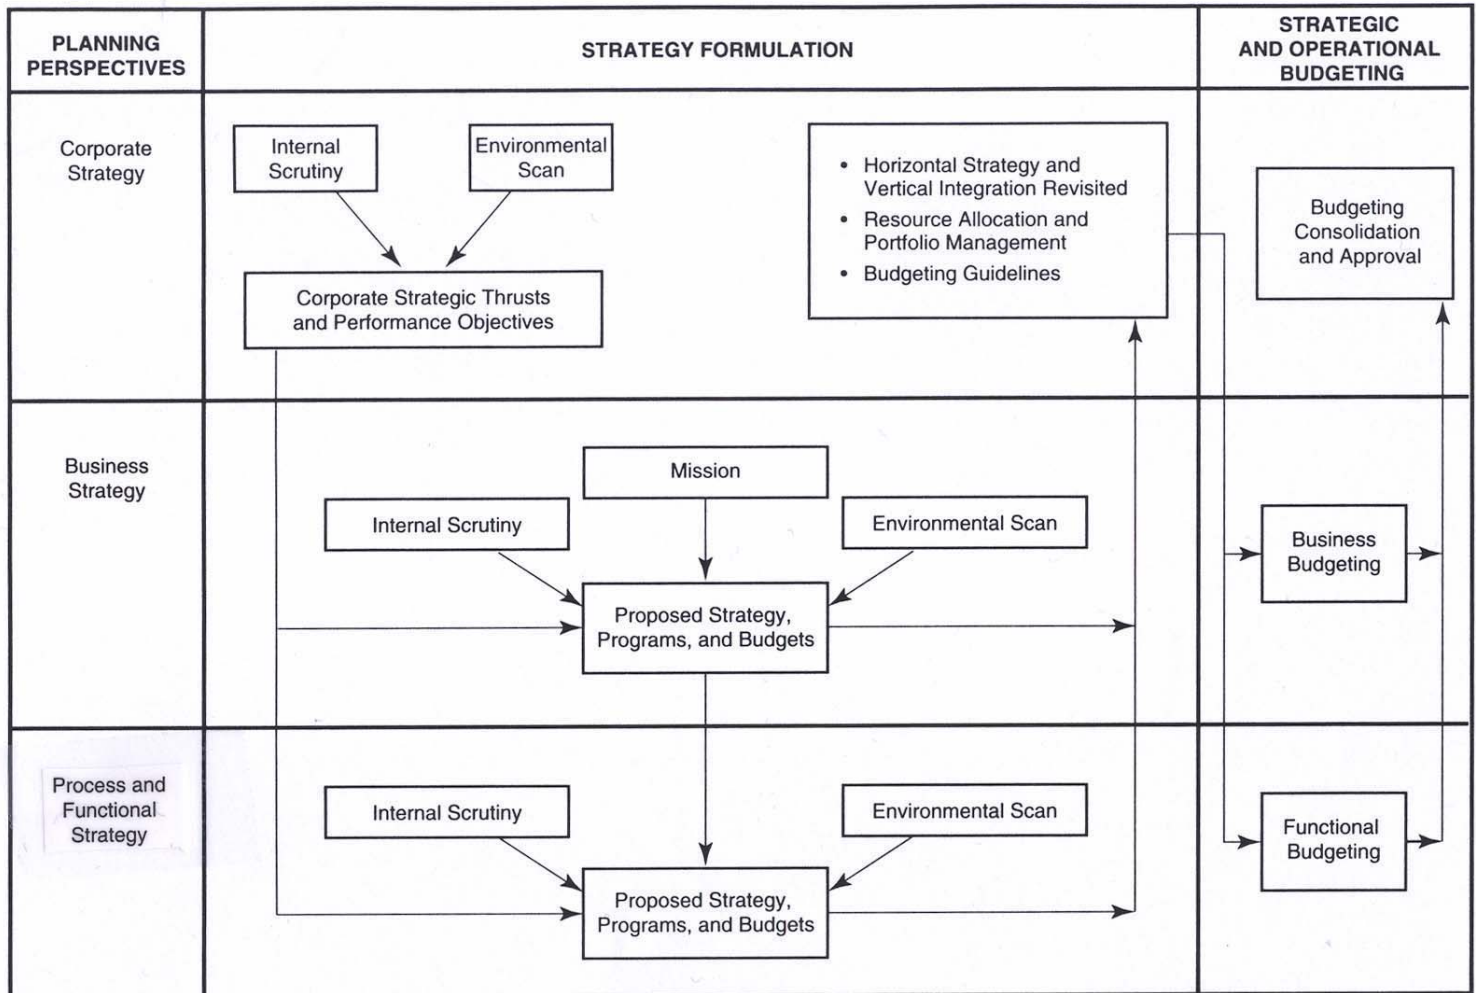 PLANNING
PERSPECTIVES
STRATEGY FORMULATION
STRATEGIC
AND OPERATIONAL
BUDGETING
Corporate
Strategy
Internal
Scrutiny
Environmental
Scan
• Horizontal Strategy and
Vertical Integration Revisited
• Resource Allocation and
Portfolio Management
• Budgeting Guidelines
Budgeting
Consolidation
and Approval
Corporate Strategic Thrusts
and Performance Objectives
Business
Strategy
Mission
Internal Scrutiny
Environmental Scan
Proposed Strategy,
Programs, and Budgets
Business
Budgeting
Process and
Functional
Strategy
Internal Scrutiny
Environmental Scan
Proposed Strategy,
Programs, and Budgets
Functional
Budgeting